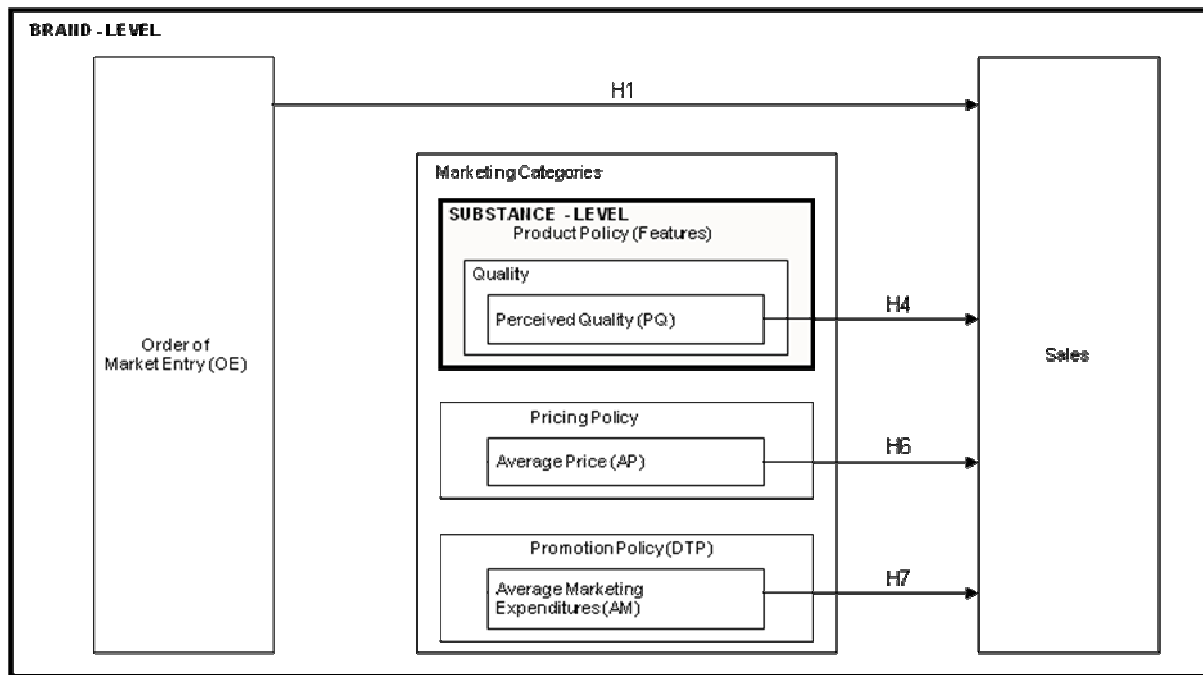 BRAND - LEVEL
H1
Marketing Categories
SUBSTANCE - LEVEL
Product Policy (Features)
Quality
Perceived Quality (PQ)
H4
Order of
Market Entry (OE)
Sales
Pricing Policy
Average Price (AP)
H6
Promotion Policy (DTP)
Average Marketing
Expenditures (AM)
H7